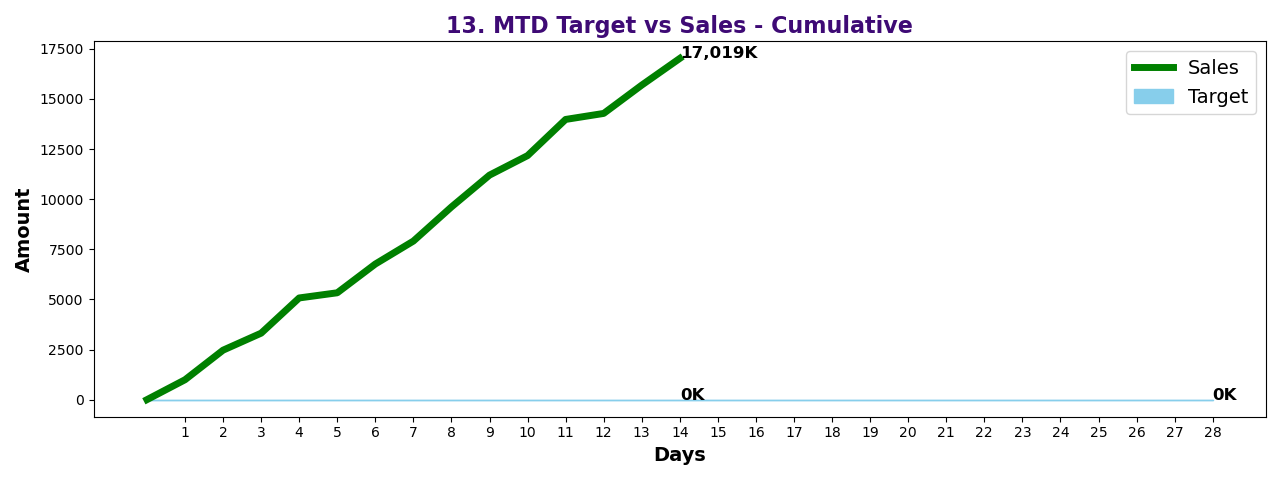 13. MTD Target vs Sales - Cumulative
17500
15000
12500
10000
7500
5000
2500
0
Amount
17,019K
0K
0K
Sales
Target
1 2 3 4 5 6 7 8 9 10 11 12 13 14 15 16 17 18 19 20 21 22 23 24 25 26 27 28
Days